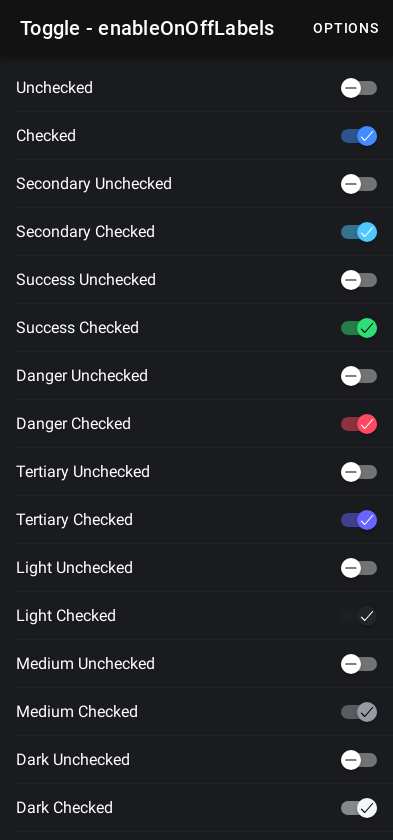 Toggle - enableOnOffLabels
OPTIONS
Unchecked
Checked
Secondary Unchecked
Secondary Checked
Success Unchecked
Success Checked
Danger Unchecked
Danger Checked
Tertiary Unchecked
Tertiary Checked
Light Unchecked
Light Checked
Medium Unchecked
Medium Checked
Dark Unchecked
Dark Checked